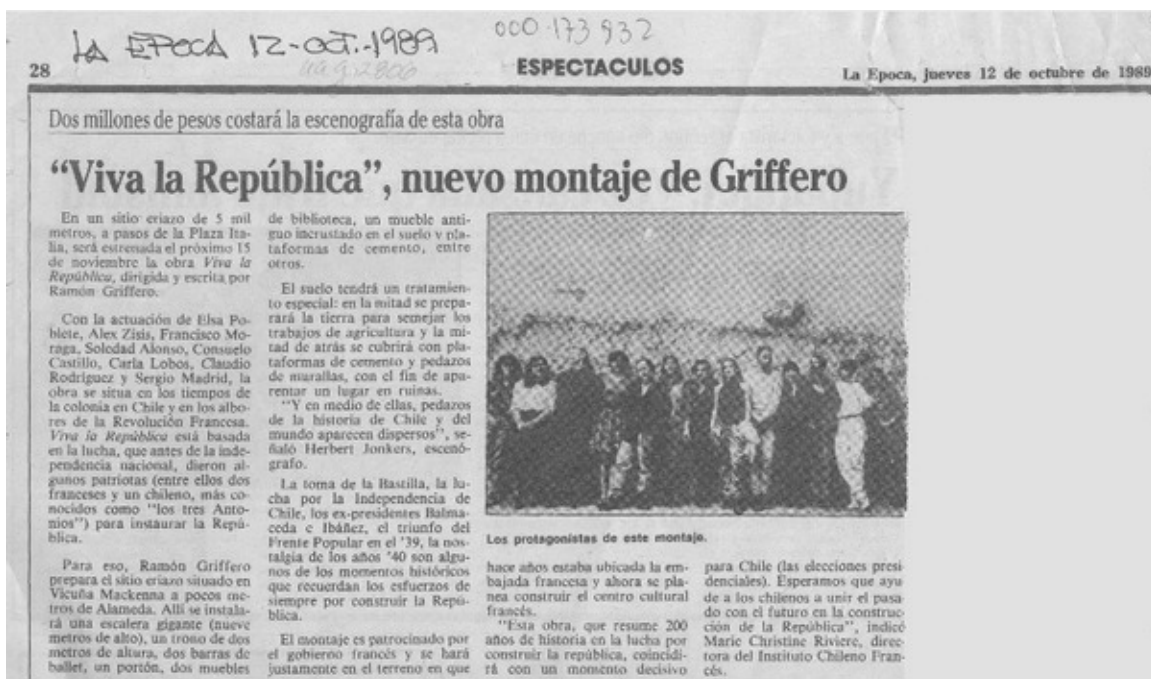 LA EPOCA 12-OCT.-1989
000-173932
28
ESPECTACULOS
La Epoca, jueves 12 de octubre de 1989
Dos millones de pesos costará la escenografía de esta obra
“Viva la República”, nuevo montaje de Griffero
En un sitio eriazo de 5 mil
metros, a pasos de la Plaza Ita-
lia, será estrenada el próximo 15
de noviembre la obra Viva la
República, dirigida y escrita por
Ramón Griffero.
Con la actuación de Elsa Po-
blete, Alex Zisis, Francisco Mo-
raga, Soledad Alonso, Consuelo
Castillo, Carla Lobos, Claudio
Rodríguez y Sergio Madrid, la
obra se situa en los tiempos de
la colonia en Chile y en los albo-
res de la Revolución Francesa.
Viva la República está basada
en la lucha, que antes de la inde-
pendencia nacional, dieron al-
gunos patriotas (entre ellos dos
franceses y un chileno, más co-
nocidos como "los tres Anto-
nios") para instaurar la Repú-
blica.
Para eso, Ramón Griffero
prepara el sitio eriazo situado en
Vicuña Mackenna a pocos me-
tros de Alameda. Allí se instala-
rá una escalera gigante (nueve
metros de alto), un trono de dos
metros de altura, dos barras de
ballet, un portón, dos muebles
de biblioteca, un mueble anti-
guo incrustado en el suelo y pla-
taformas de cemento, entre
otros.
El suelo tendrá un tratamien-
to especial: en la mitad se prepa-
rará la tierra para semejar los
trabajos de agricultura y la mi-
tad de atrás se cubrirá con pla-
taformas de cemento y pedazos
de murallas, con el fin de apa-
rentar un lugar en ruinas.
"Y en medio de ellas, pedazos
de la historia de Chile y del
mundo aparecen dispersos", se-
ñaló Herbert Jonkers, escenó-
grafo.
La toma de la Bastilla, la lu-
cha por la Independencia de
Chile, los ex-presidentes Balma-
ceda e Ibáñez, el triunfo del
Frente Popular en el '39, la nos-
talgia de los años '40 son algu-
nos de los momentos históricos
que recuerdan los esfuerzos de
siempre por construir la Repú-
blica.
El montaje es patrocinado por
el gobierno francés y se hará
justamente en el terreno en que
Los protagonistas de este montaje.
hace años estaba ubicada la em-
bajada francesa y ahora se pla-
nea construir el centro cultural
francés.
"Esta obra, que resume 200
años de historia en la lucha por
construir la república, coincidi-
rá con un momento decisivo
para Chile (las elecciones presi
denciales). Esperamos que ayu
de a los chilenos a unir el pasa
do con el futuro en la construc-
ción de la República", indicó
Marie Christine Riviere, direc-
tora del Instituto Chileno Fran-
cés.